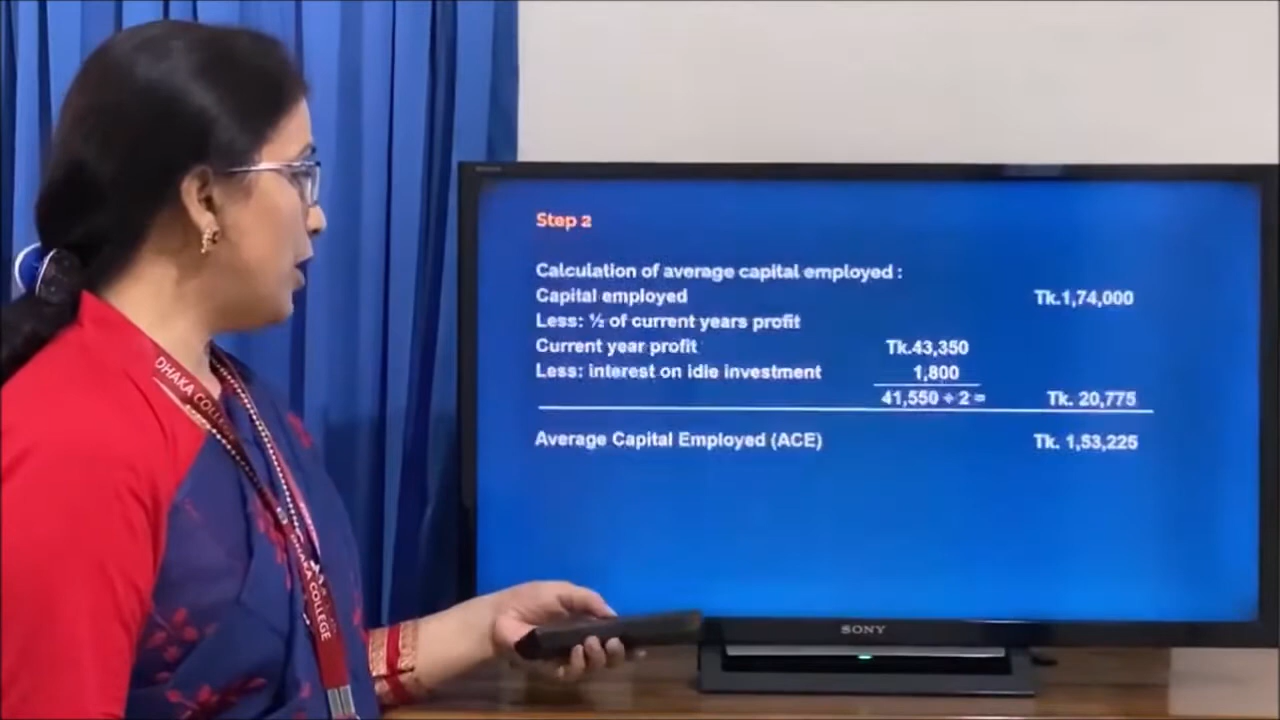 Step 2
Calculation of average capital employed :
Capital employed Tk.1,74,000
Less: ½ of current years profit
Current year profit Tk.43,350
Less: interest on idle investment 1,800
41,550 ÷ 2 = Tk. 20,775
Average Capital Employed (ACE) Tk. 1,53,225
SONY
DHAKA COLL
DHAKA COLLEGE